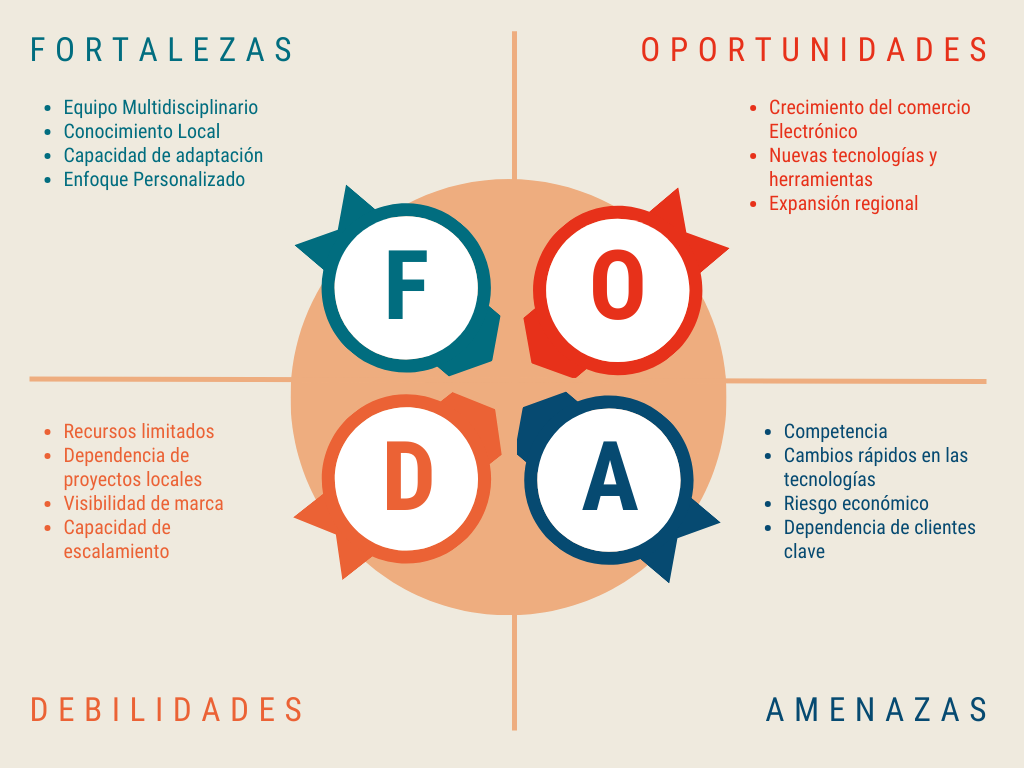 FORTALEZAS
• Equipo Multidisciplinario
• Conocimiento Local
• Capacidad de adaptación
• Enfoque Personalizado
OPORTUNIDADES
• Crecimiento del comercio
Electrónico
• Nuevas tecnologías y
herramientas
• Expansión regional
F
O
D
A
• Recursos limitados
• Dependencia de
proyectos locales
• Visibilidad de marca
• Capacidad de
escalamiento
DEBILIDADES
• Competencia
• Cambios rápidos en las
tecnologías
• Riesgo económico
• Dependencia de clientes
clave
AMENAZAS